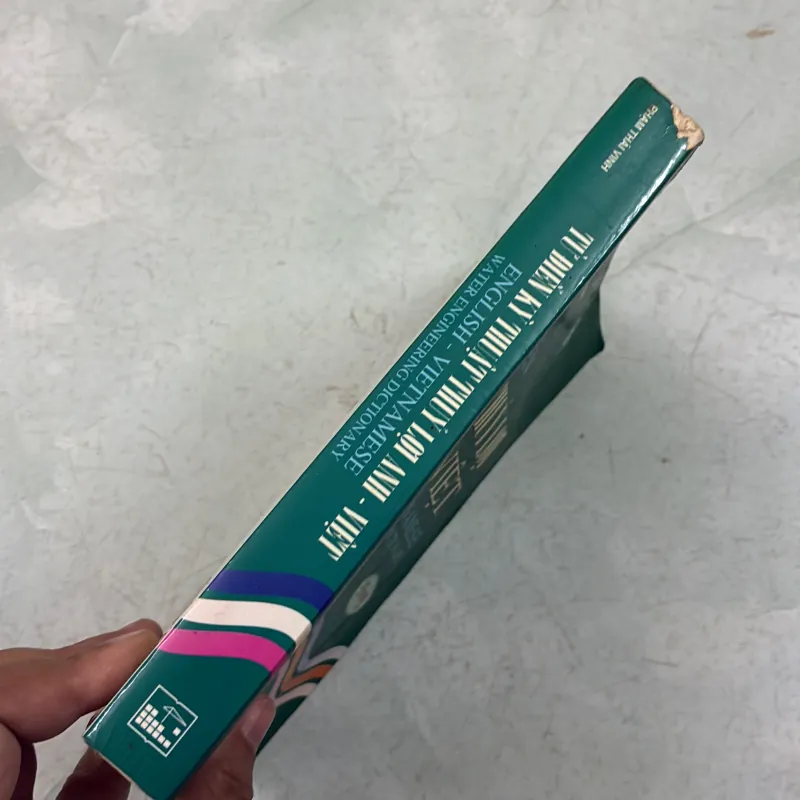 PHẠM THÁI VINH
TỪ ĐIỂN KỸ THUẬT THỦY LỢI ANH - VIỆT
ENGLISH - VIETNAMESE
WATER ENGINEERING DICTIONARY